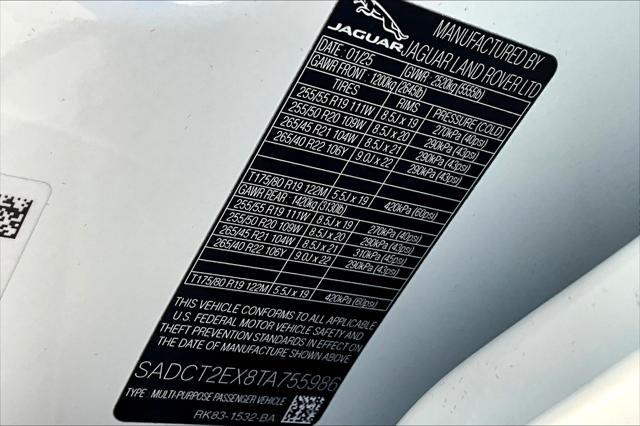 JAGUAR
MANUFACTURED BY
JAGUAR LAND ROVER LTD
DATE 01/25 GVWR 2520kg (5555lb)
GAWR FRONT : 1200kg (2645lb)
TIRES RIMS PRESSURE (COLD)
255/55 R19 111W 8.5J x 19 270kPa (40psi)
255/50 R20 109W 8.5J x 20 290kPa (43psi)
265/45 R21 104W 8.5J x 21 290kPa (43psi)
265/40 R22 106Y 9.0J x 22 290kPa (43psi)
T175/80 R19 122M 5.5J x 19 420kPa (60psi)
GAWR REAR : 1420kg (3130lb)
255/55 R19 111W 8.5J x 19 270kPa (40psi)
255/50 R20 109W 8.5J x 20 290kPa (43psi)
265/45 R21 104W 8.5J x 21 310kPa (45psi)
265/40 R22 106Y 9.0J x 22 290kPa (43psi)
T175/80 R19 122M 5.5J x 19 420kPa (60psi)
THIS VEHICLE CONFORMS TO ALL APPLICABLE
U.S. FEDERAL MOTOR VEHICLE SAFETY AND
THEFT PREVENTION STANDARDS IN EFFECT ON
THE DATE OF MANUFACTURE SHOWN ABOVE
SADCT2EX8TA755986
TYPE : MULTI-PURPOSE PASSENGER VEHICLE
RK83-1532-BA